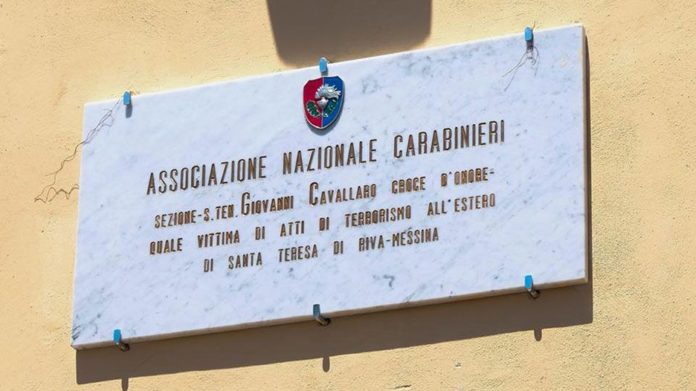 ASSOCIAZIONE NAZIONALE CARABINIERI
SEZIONE-S.TEN. GIOVANNI CAVALLARO CROCE D'ONORE-
QUALE VITTIMA DI ATTI DI TERRORISMO ALL'ESTERO
DI SANTA TERESA DI RIVA-MESSINA